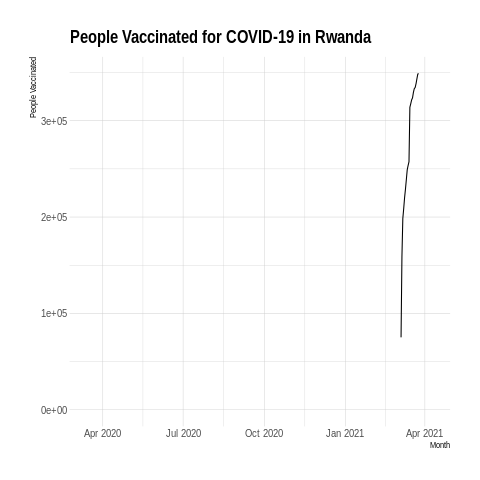 People Vaccinated for COVID-19 in Rwanda
People Vaccinated
3e+05
2e+05
1e+05
0e+00
Apr 2020 Jul 2020 Oct 2020 Jan 2021 Apr 2021
Month